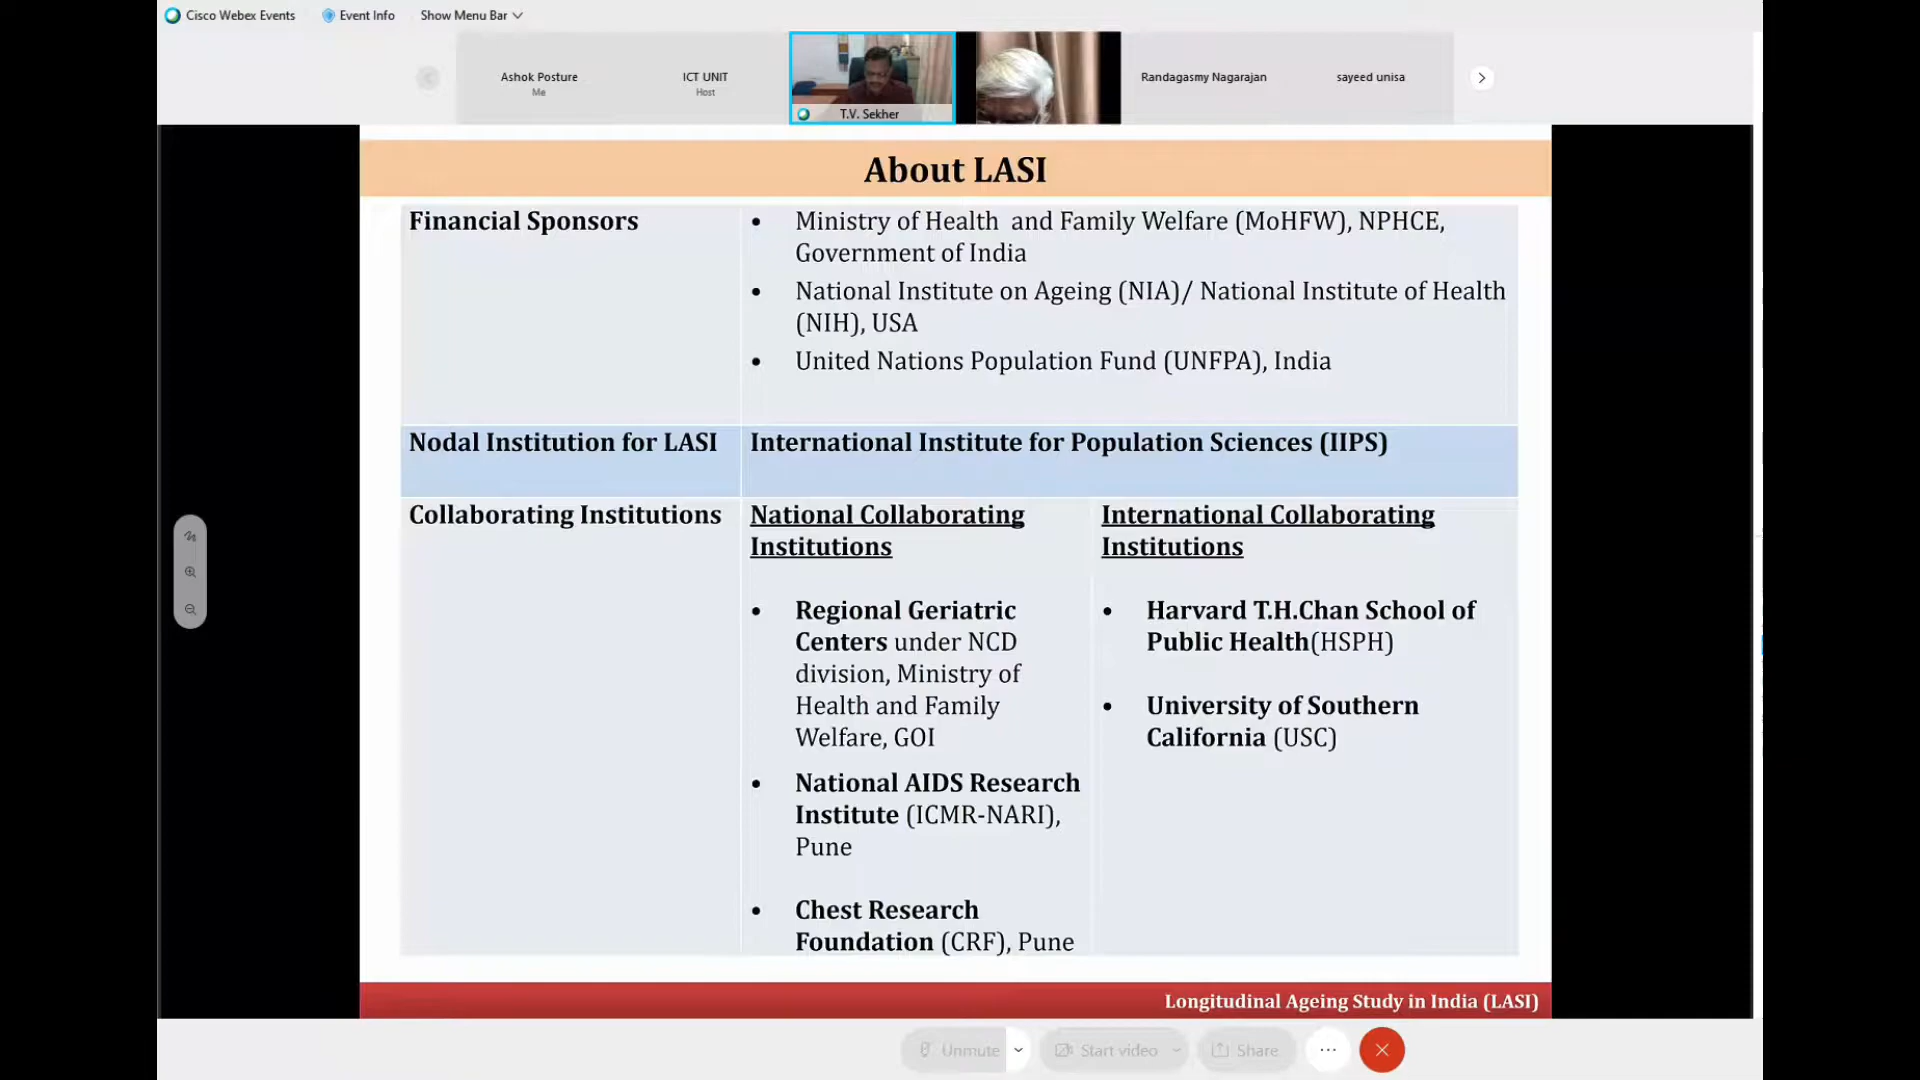 Cisco Webex Events
Event Info
Show Menu Bar
Ashok Posture
Me
ICT UNIT
Host
T.V. Sekher
Randagasmy Nagarajan
sayeed unisa
About LASI
Financial Sponsors
• Ministry of Health and Family Welfare (MoHFW), NPHCE,
Government of India
• National Institute on Ageing (NIA)/ National Institute of Health
(NIH), USA
• United Nations Population Fund (UNFPA), India
Nodal Institution for LASI
International Institute for Population Sciences (IIPS)
Collaborating Institutions
National Collaborating
Institutions
• Regional Geriatric
Centers under NCD
division, Ministry of
Health and Family
Welfare, GOI
• National AIDS Research
Institute (ICMR-NARI),
Pune
• Chest Research
Foundation (CRF), Pune
International Collaborating
Institutions
• Harvard T.H.Chan School of
Public Health(HSPH)
• University of Southern
California (USC)
Longitudinal Ageing Study in India (LASI)
Unmute
Start video
Share